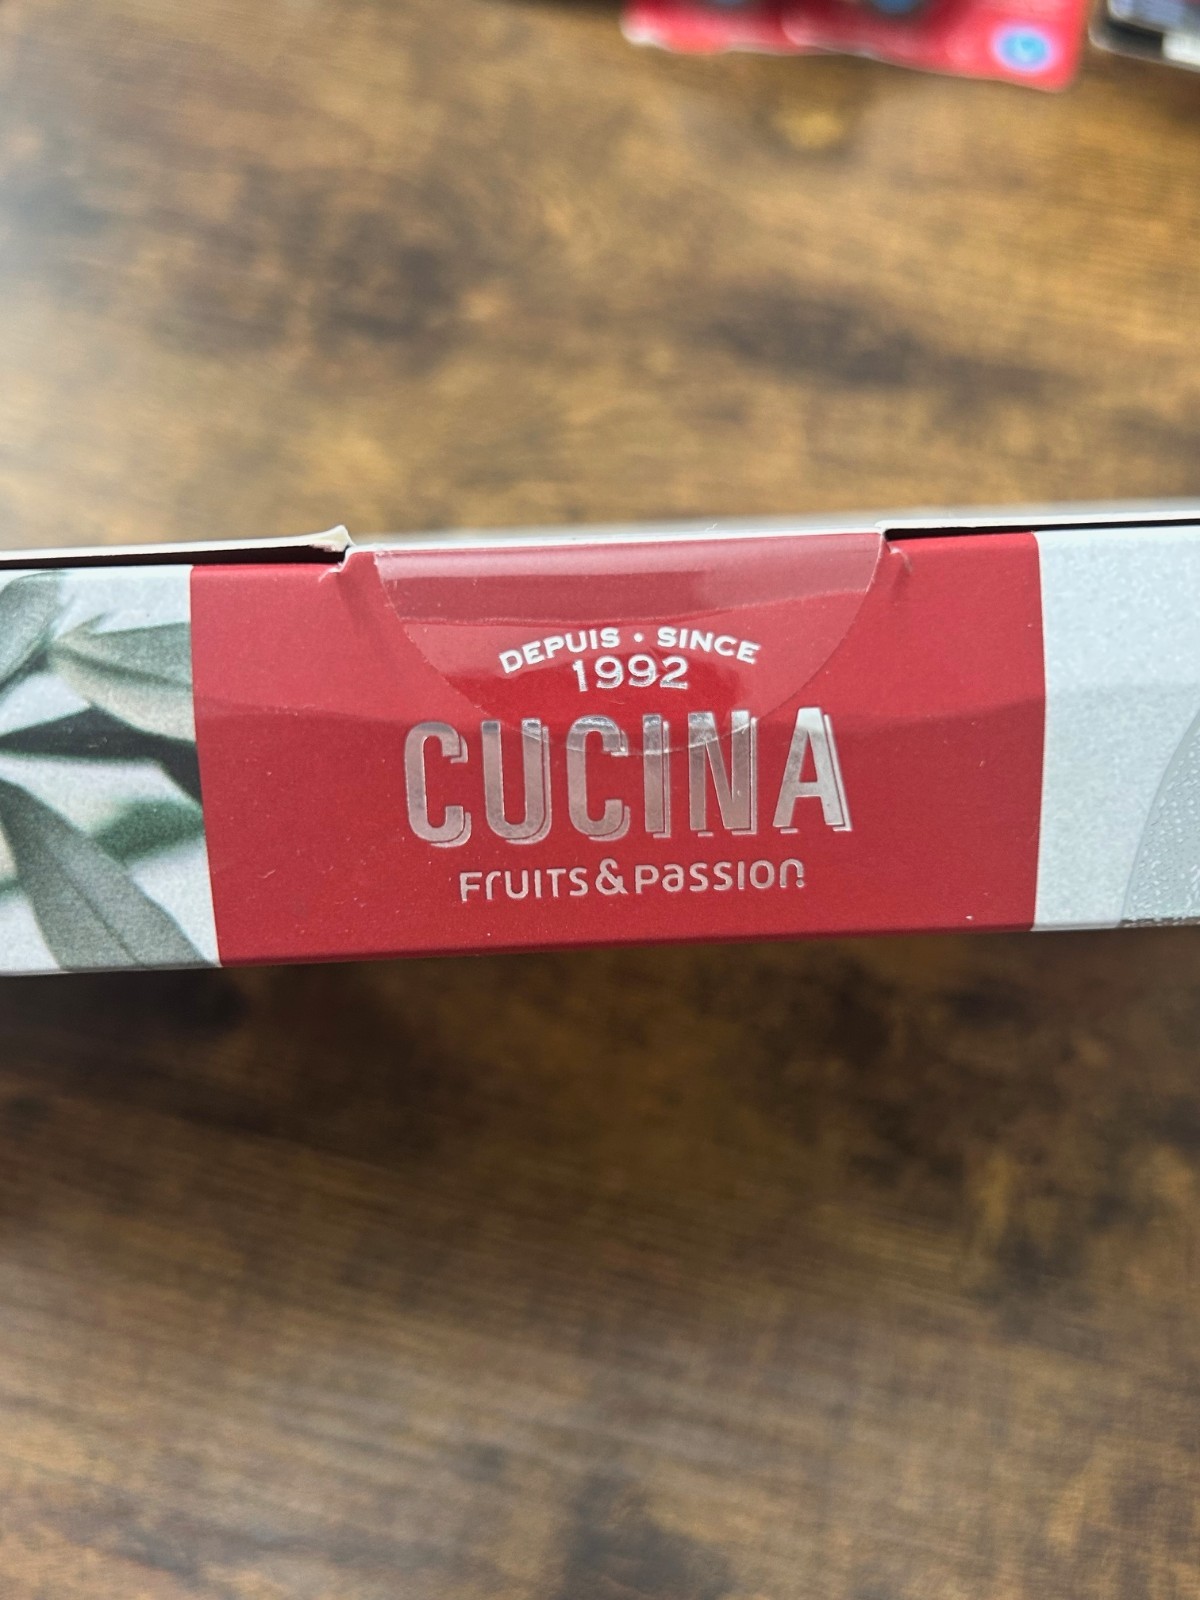 DEPUIS • SINCE
1992
CUCINA
FRUITS & PASSION